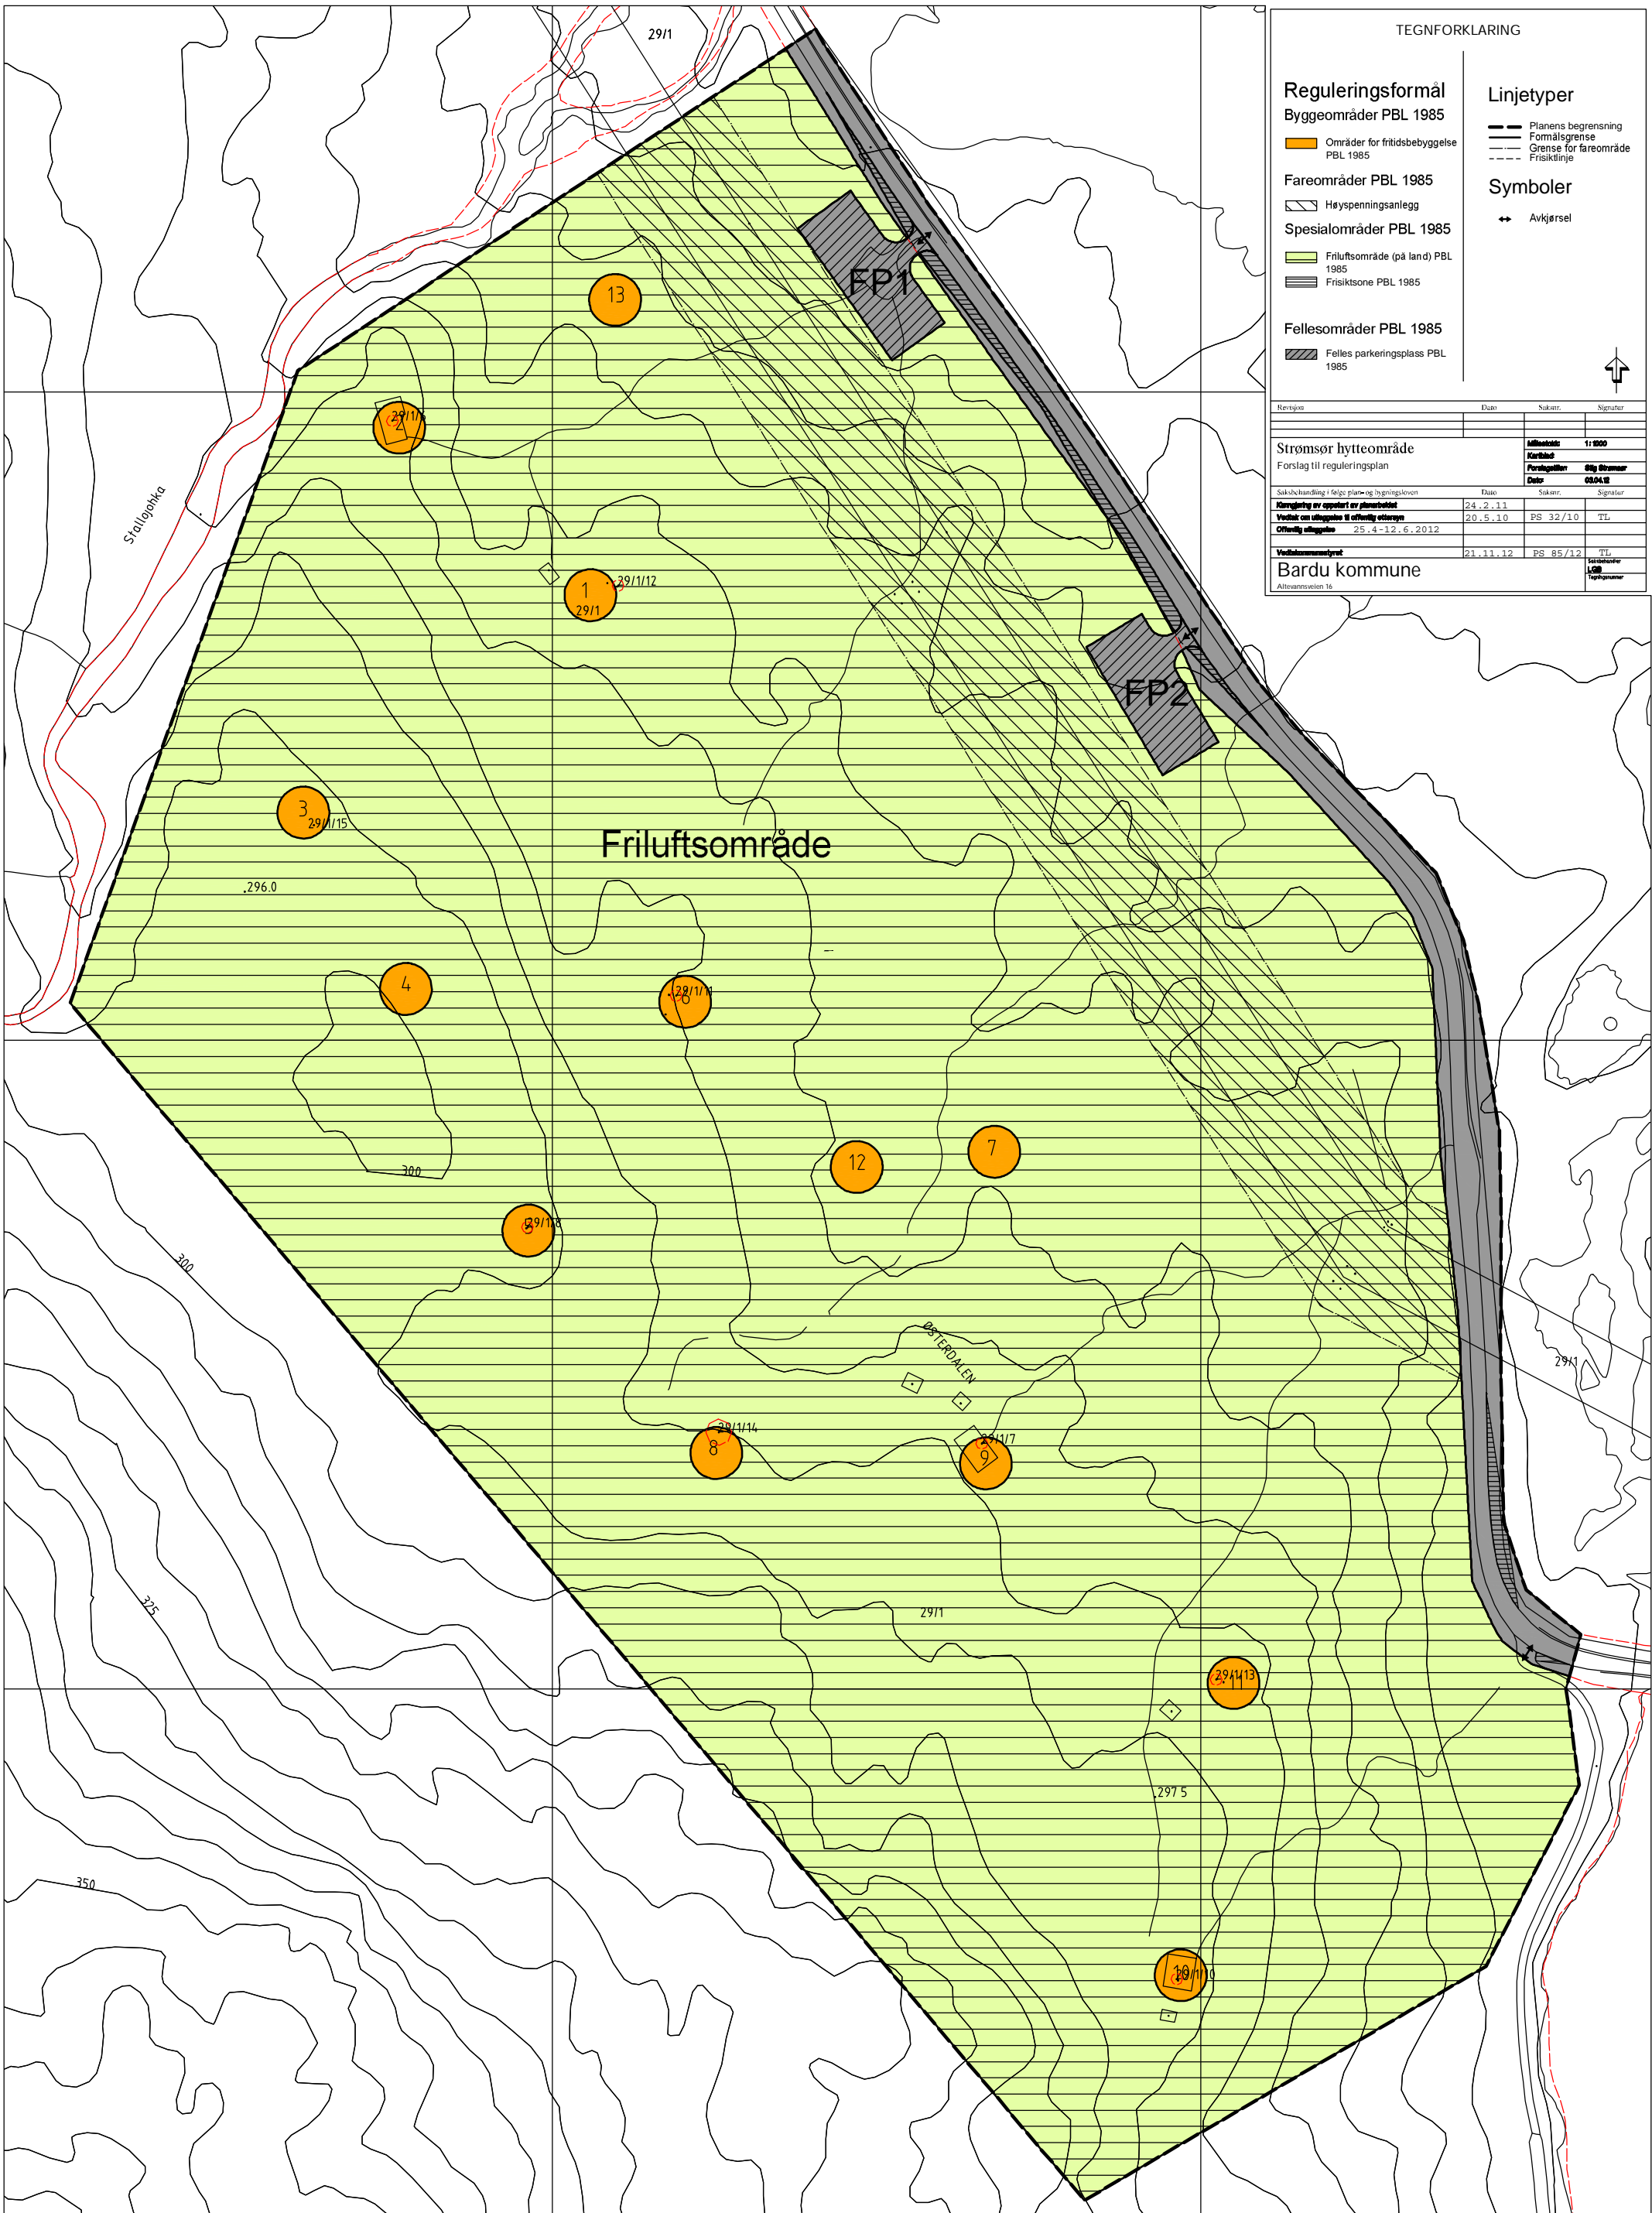 TEGNFORKLARING
Reguleringsformål
Byggeområder PBL 1985
Områder for fritidsbebyggelse
PBL 1985
Fareområder PBL 1985
Høyspenningsanlegg
Spesialområder PBL 1985
Friluftsområde (på land) PBL
1985
Frisiktsone PBL 1985
Fellesområder PBL 1985
Felles parkeringsplass PBL
1985
Linjetyper
Planens begrensning
Formålsgrense
Grense for fareområde
Frisiktlinje
Symboler
Avkjørsel
Revisjon Dato Saksnr. Signatur
Strømsør hytteområde
Forslag til reguleringsplan
Målestokk: 1:1000
Kartblad:
Forslagstiller: Stig Strømsør
Dato: 03.04.12
Saksbehandling i følge plan- og bygningsloven Dato Saksnr. Signatur
Kunngjøring av oppstart av planarbeidet 24.2.11
Vedtak om utleggelse til offentlig ettersyn 20.5.10 PS 32/10 TL
Offentlig utleggelse 25.4-12.6.2012
21.11.12 PS 85/12 TL
Bardu kommune
Altevannsveien 16
Saksbehandler
LGB
Tegningsnummer
29/1
FP1
13
2
Stallojohka
29/1/12
1
29/1
FP2
3
29/1/15
Friluftsområde
296.0
4
29/1/11
6
7
12
300
29/1/8
5
300
ØSTERDALEN
29/1
29/1/14
8
29/1/7
9
325
29/1
29/1/13
11
297.5
350
10
29/1/10